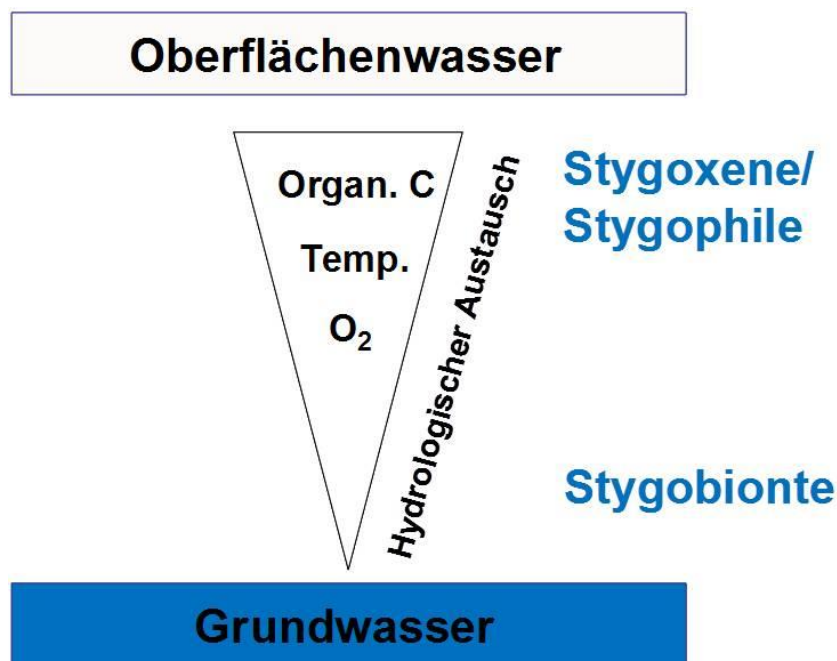 Oberflächenwasser
Organ. C
Temp.
O₂
Hydrologischer Austausch
Stygoxene/
Stygophile
Stygobionte
Grundwasser